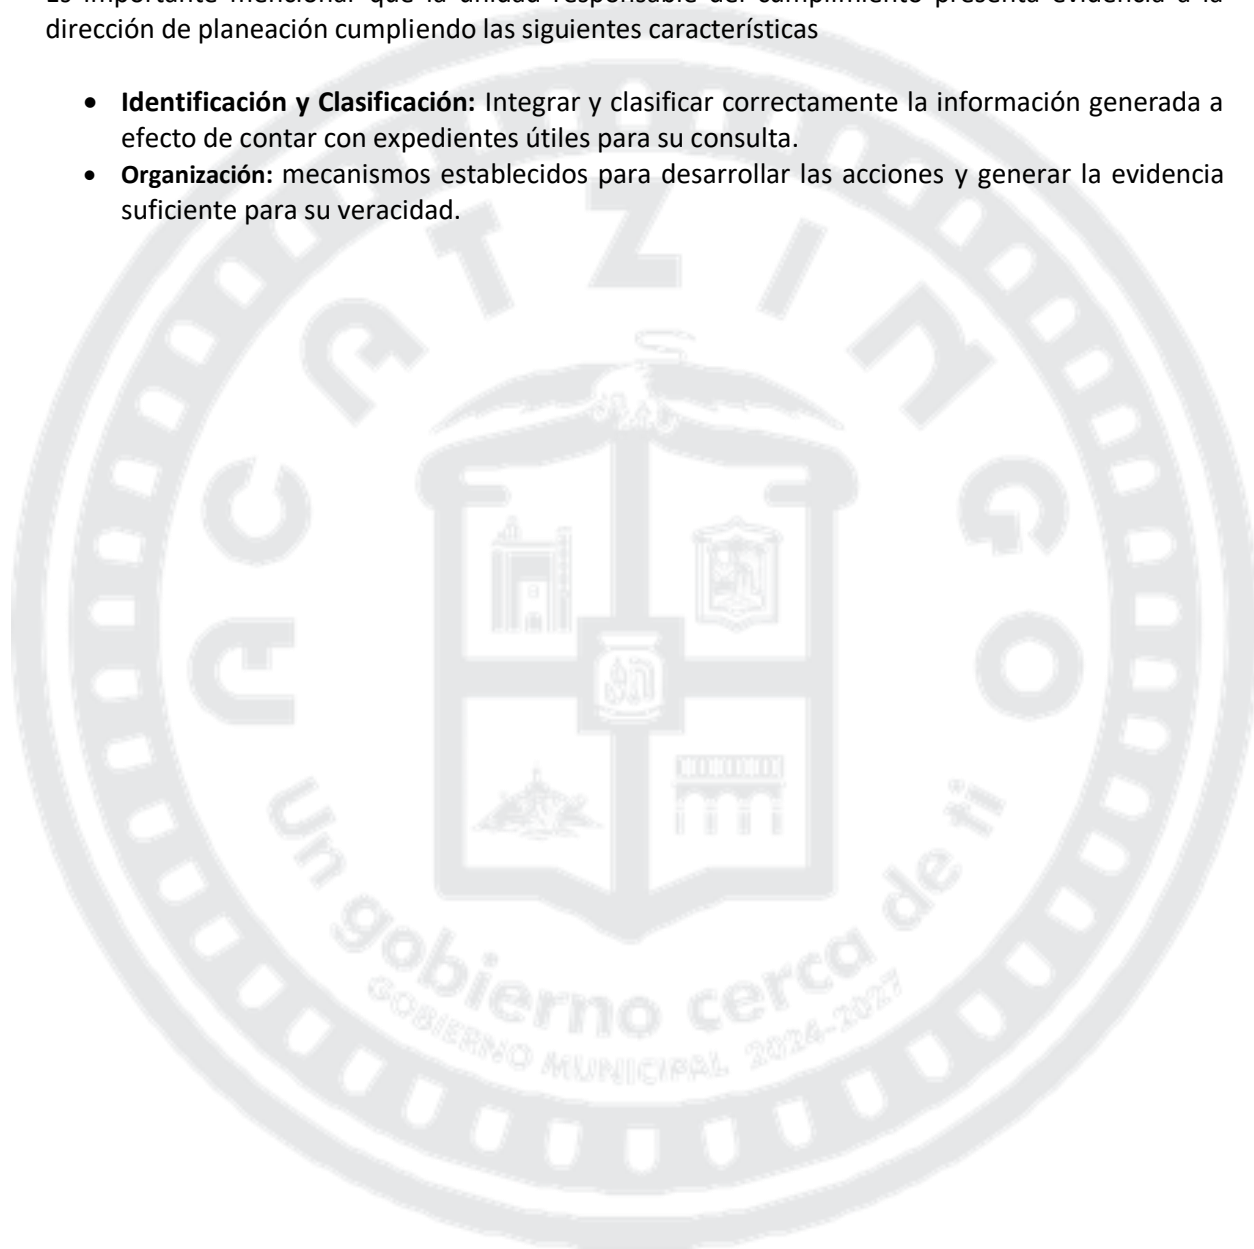 Es importante mencionar que la unidad responsable del cumplimiento presenta evidencia a la
dirección de planeación cumpliendo las siguientes características
• Identificación y Clasificación: Integrar y clasificar correctamente la información generada a
efecto de contar con expedientes útiles para su consulta.
• Organización: mecanismos establecidos para desarrollar las acciones y generar la evidencia
suficiente para su veracidad.
ACATZINGO
Un gobierno cerca de ti
GOBIERNO MUNICIPAL 2024-2027